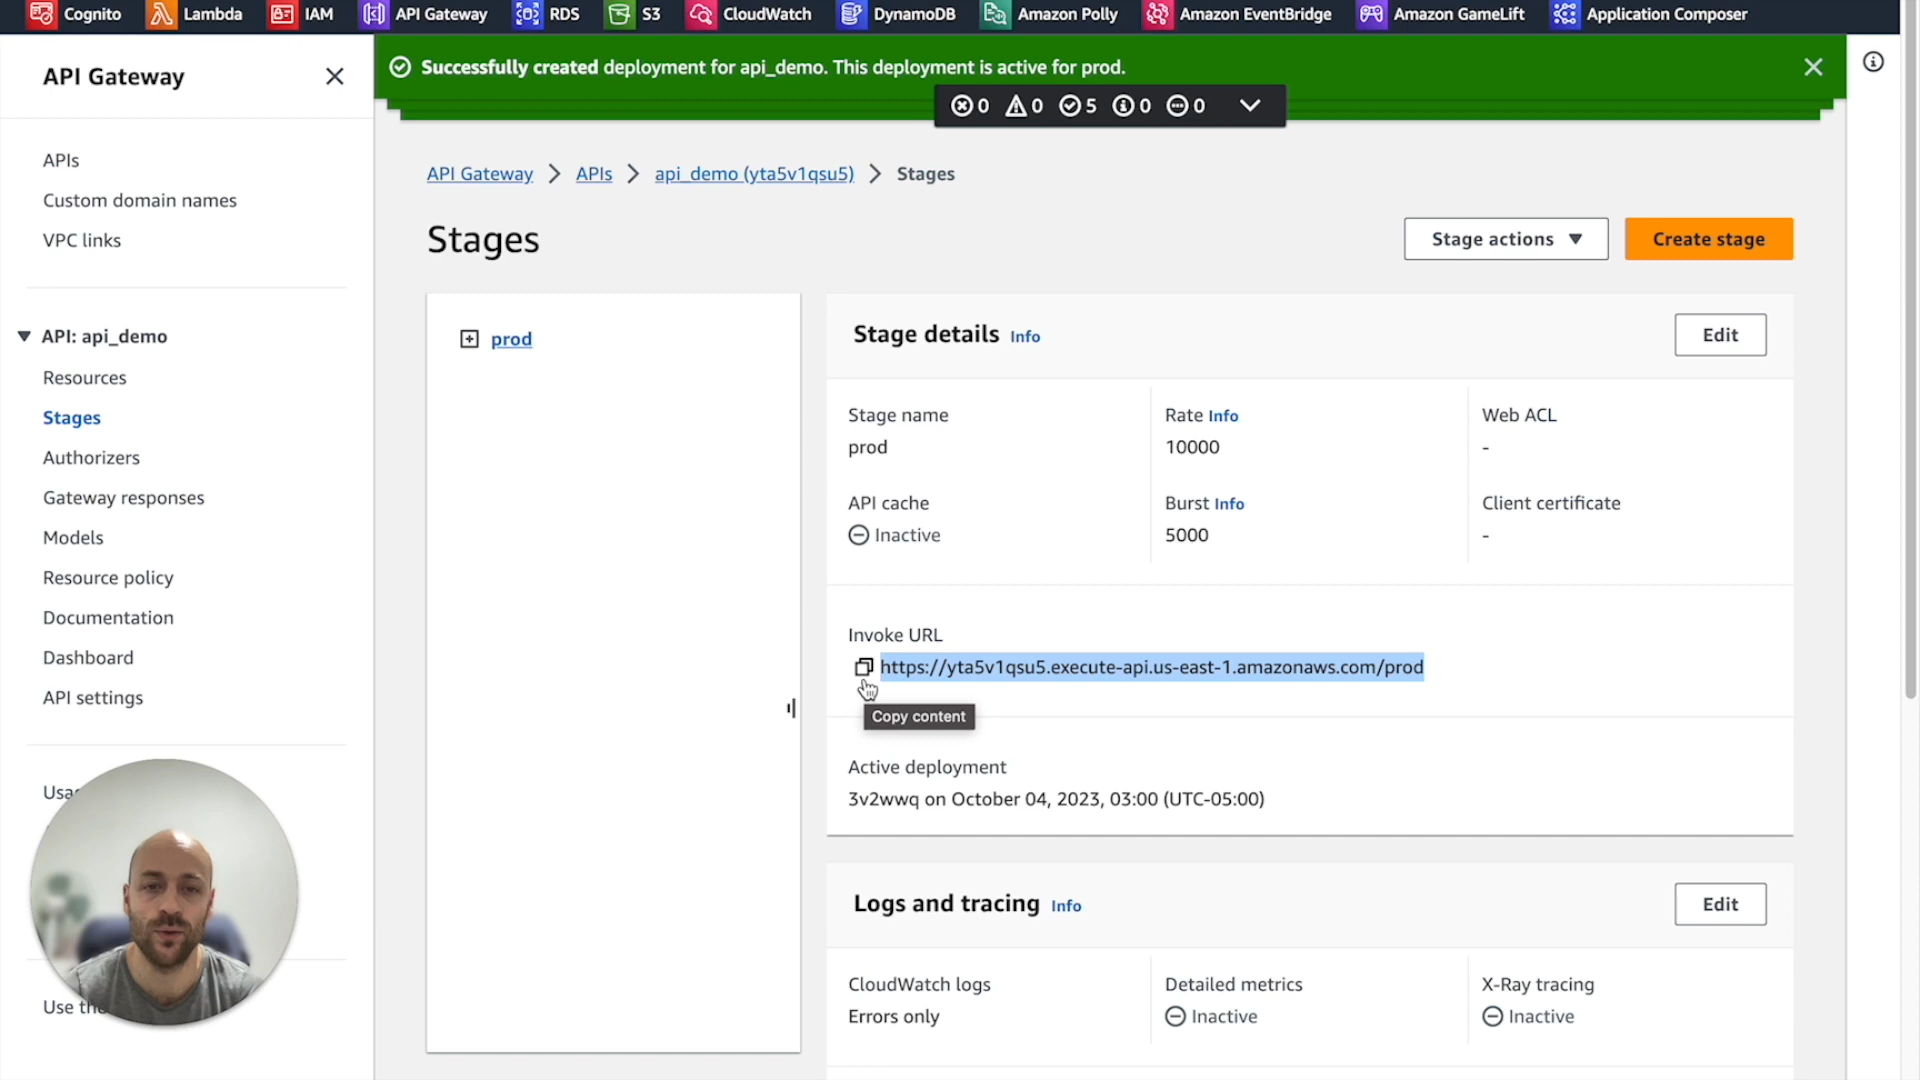 Cognito Lambda IAM API Gateway RDS S3 CloudWatch DynamoDB Amazon Polly Amazon EventBridge Amazon GameLift Application Composer
API Gateway
Successfully created deployment for api_demo. This deployment is active for prod.
0 0 5 0 0
APIs
Custom domain names
VPC links
API: api_demo
Resources
Stages
Authorizers
Gateway responses
Models
Resource policy
Documentation
Dashboard
API settings
Use
API Gateway APIs api_demo (yta5v1qsu5) Stages
Stages
Stage actions Create stage
prod
Stage details Info Edit
Stage name
prod
Rate Info
10000
Web ACL
-
API cache
Inactive
Burst Info
5000
Client certificate
-
Invoke URL
https://yta5v1qsu5.execute-api.us-east-1.amazonaws.com/prod
Copy content
Active deployment
3v2wwq on October 04, 2023, 03:00 (UTC-05:00)
Logs and tracing Info Edit
CloudWatch logs
Errors only
Detailed metrics
Inactive
X-Ray tracing
Inactive